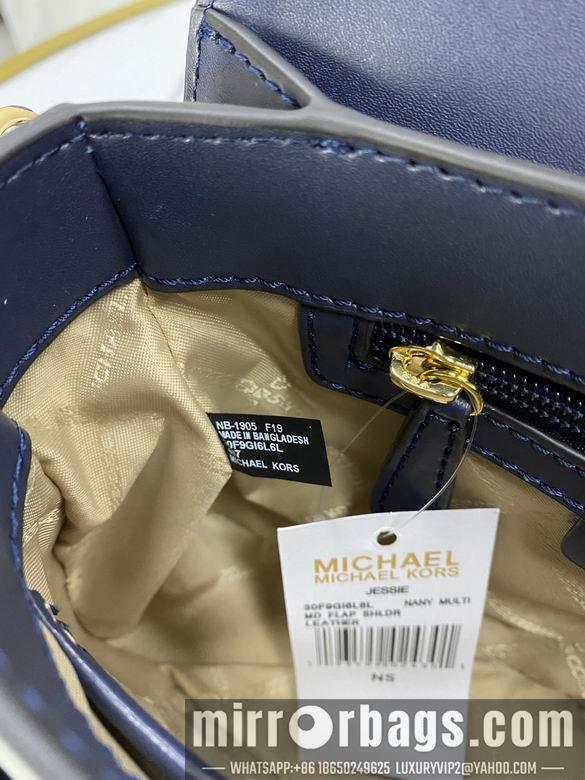 NB-1905 F19
MADE IN BANGLADESH
30F9GI6L6L
MICHAEL KORS
MICHAEL
MICHAEL KORS
JESSIE
30F9GI6L6L NANY MULTI
MD FLAP SHLDR
LEATHER
NS
mirrorbags.com
WHATSAPP:+86 18650249625 LUXURYVIP2@YAHOO.COM